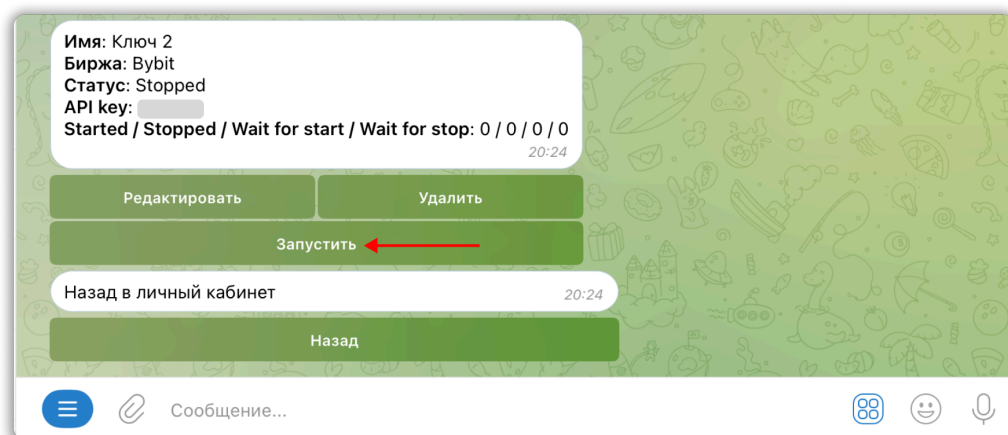 Имя: Ключ 2
Биржа: Bybit
Статус: Stopped
API key:
Started / Stopped / Wait for start / Wait for stop: 0 / 0 / 0 / 0
20:24
Редактировать Удалить
Запустить
Назад в личный кабинет 20:24
Назад
Сообщение...